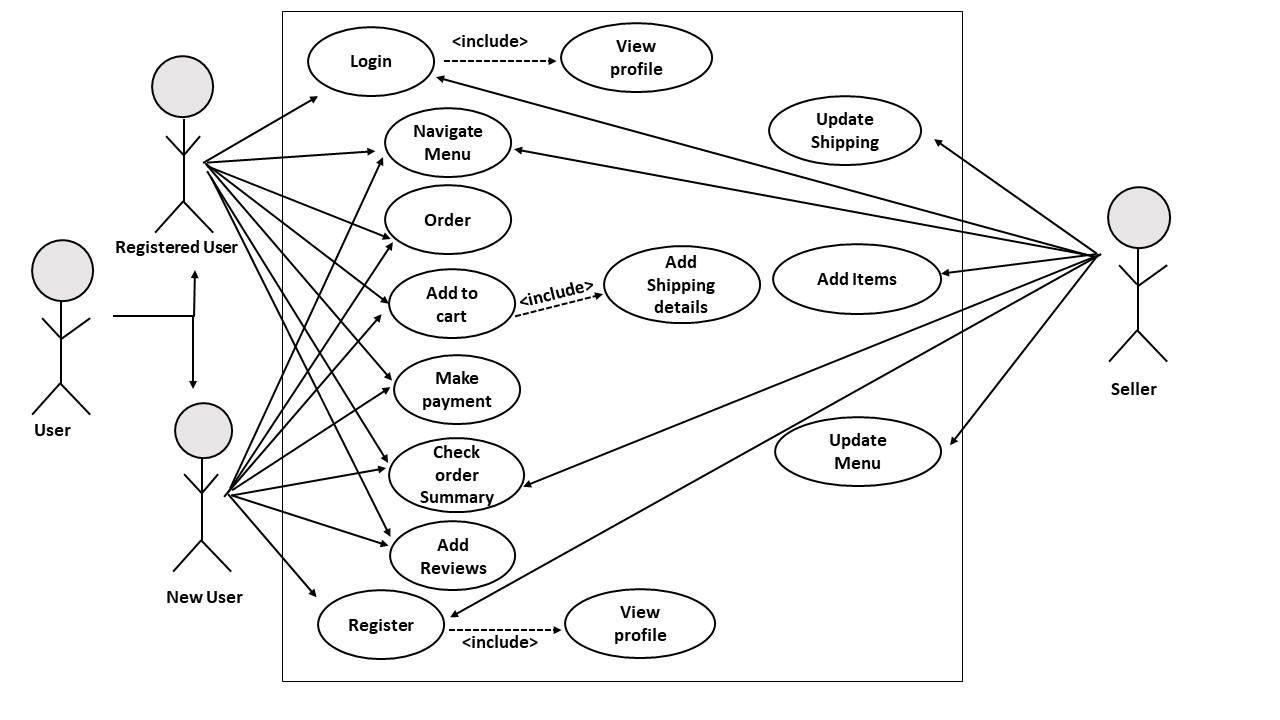 Login
<include>
View
profile
Update
Shipping
Navigate
Menu
Order
Registered User
Add to
cart
<include>
Add
Shipping
details
Add Items
Make
payment
Seller
User
Check
order
Summary
Update
Menu
Add
Reviews
New User
Register
<include>
View
profile